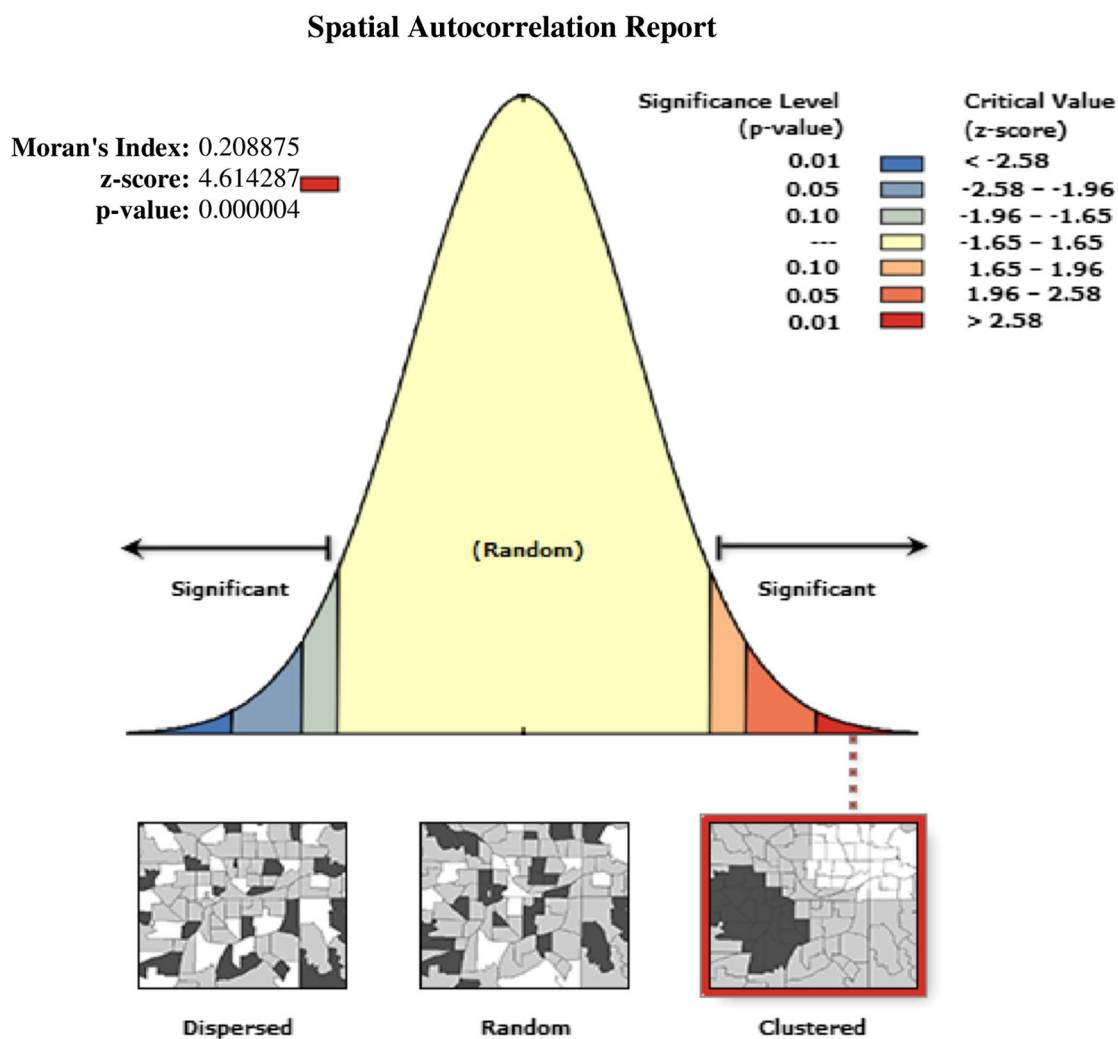 Spatial Autocorrelation Report
Moran's Index: 0.208875
z-score: 4.614287
p-value: 0.000004
Significance Level Critical Value
(p-value) (z-score)
0.01 < -2.58
0.05 -2.58 – -1.96
0.10 -1.96 – -1.65
--- -1.65 – 1.65
0.10 1.65 – 1.96
0.05 1.96 – 2.58
0.01 > 2.58
(Random)
Significant Significant
Dispersed Random Clustered